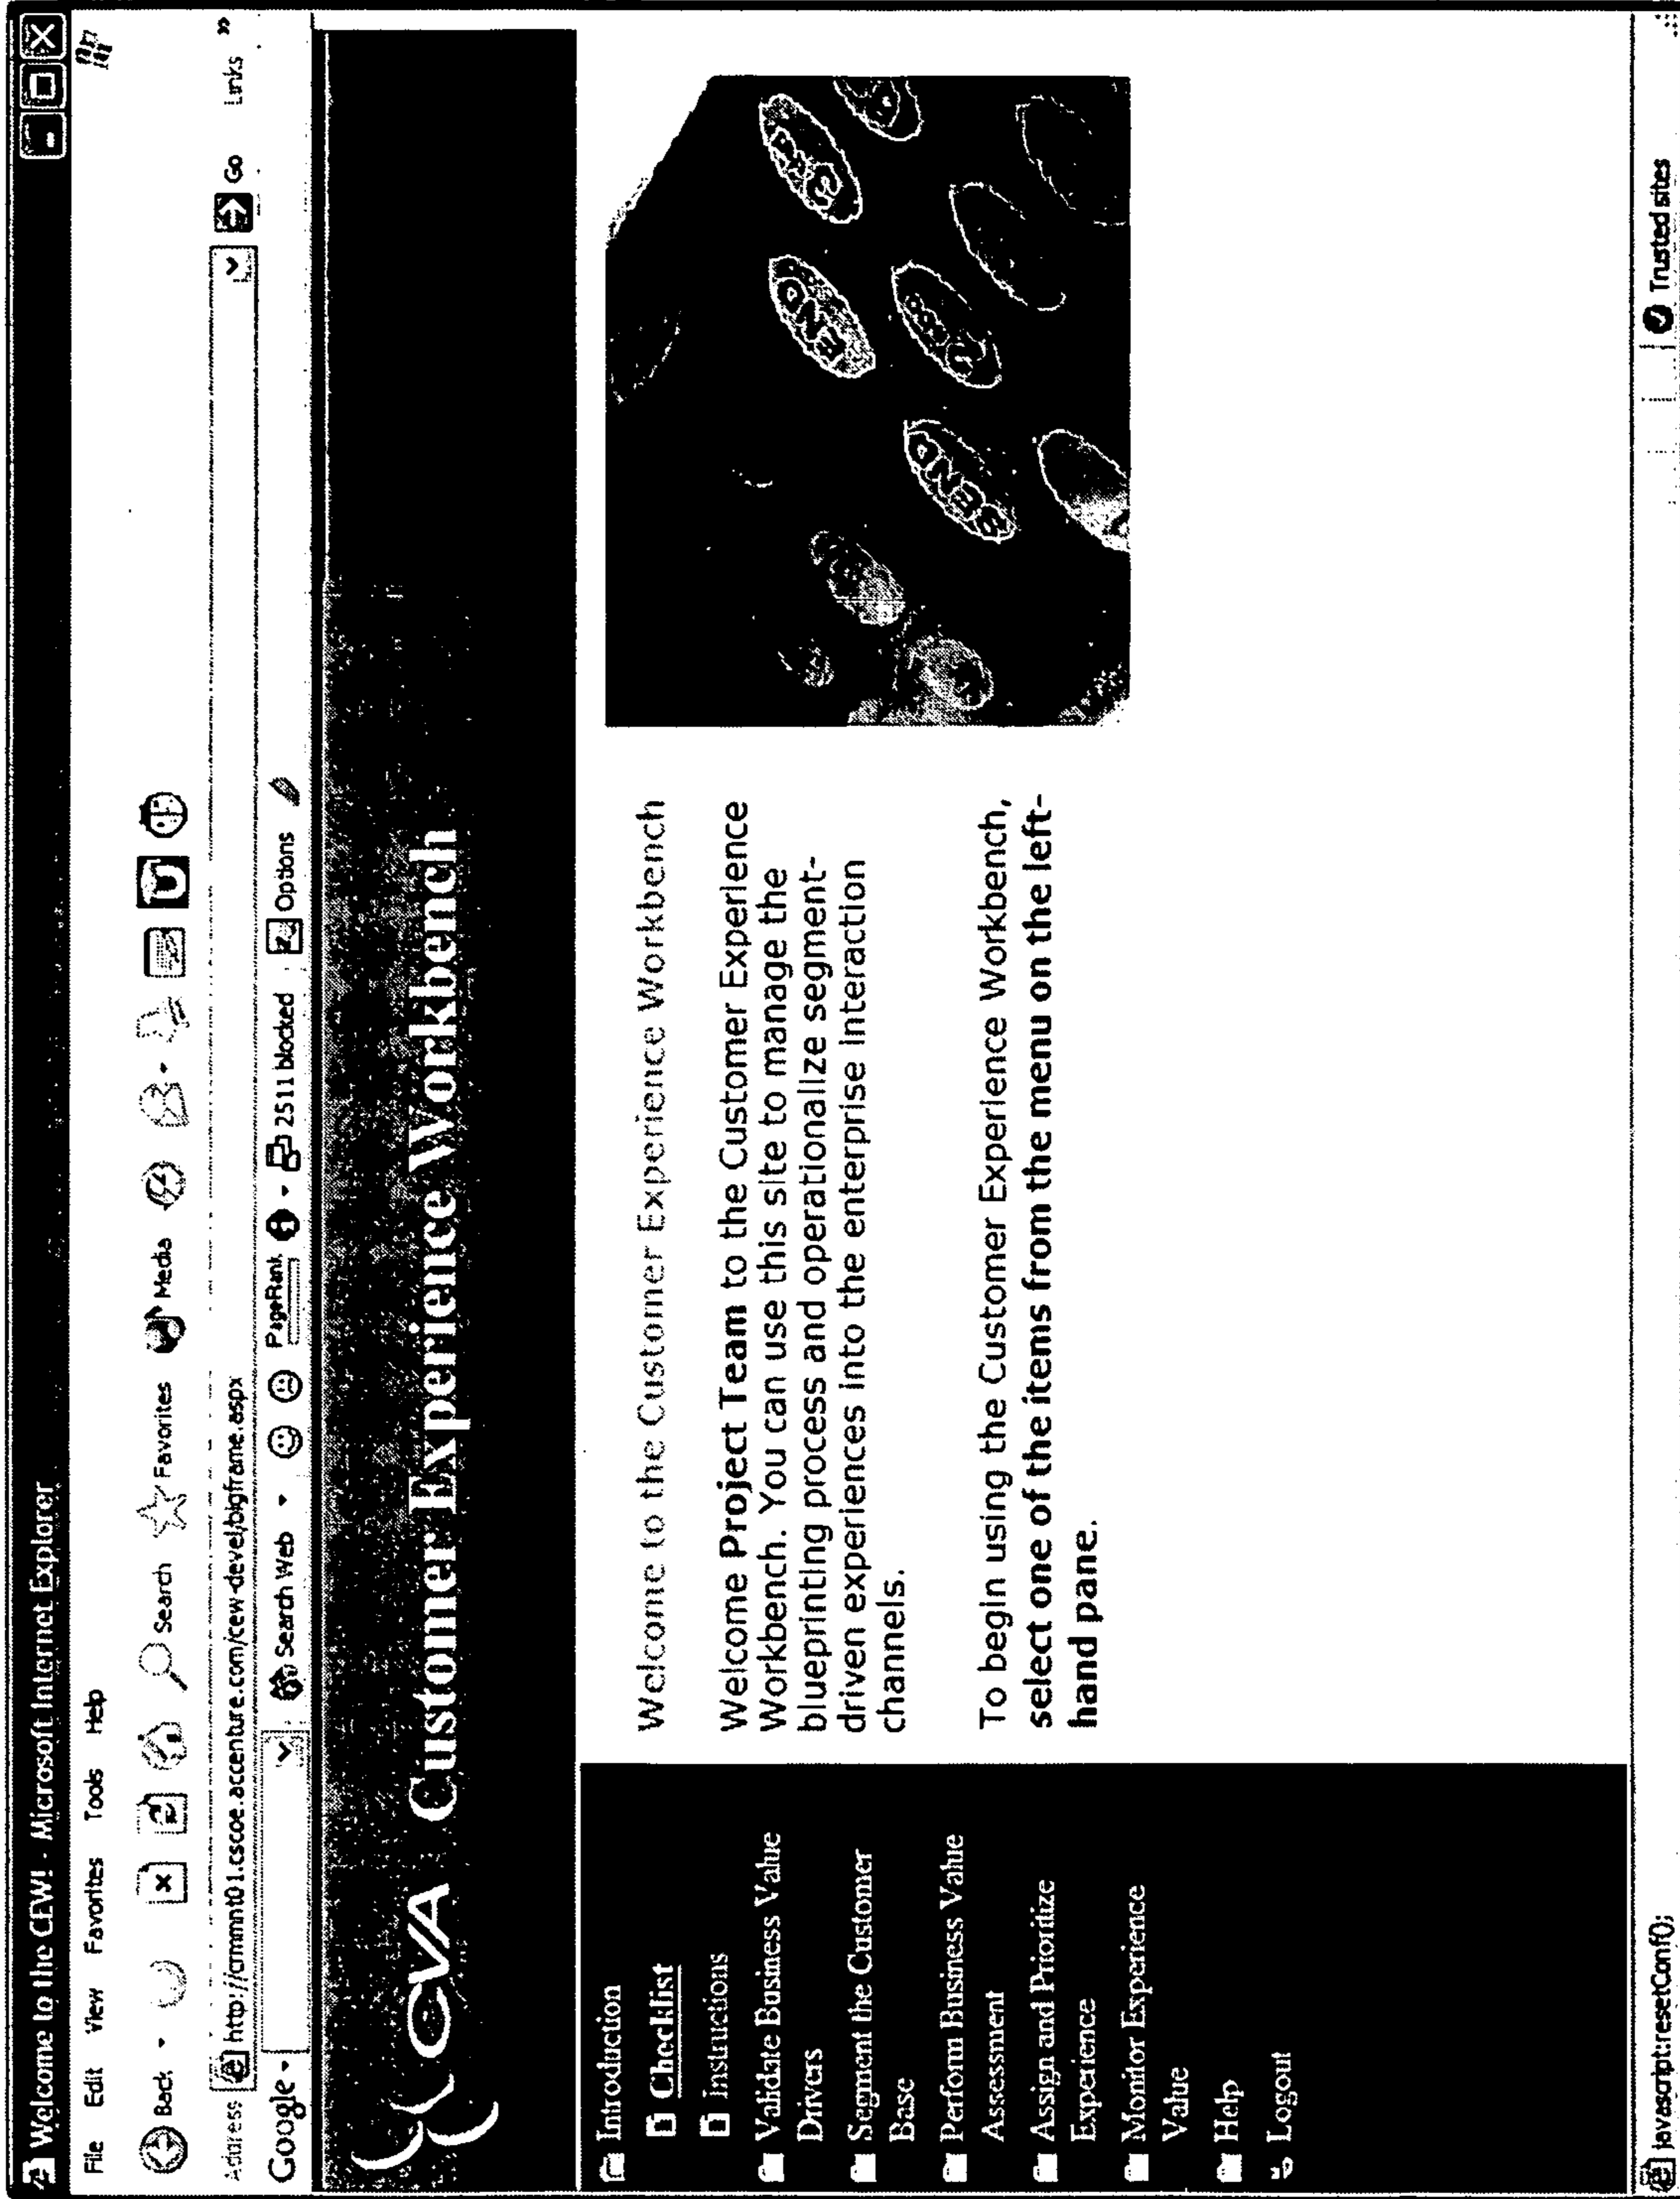 Welcome to the CEW! - Microsoft Internet Explorer
File Edit View Favorites Tools Help
Back Search Favorites Media
Address http://crmnt01.cscoe.accenture.com/cew-devel/bigframe.aspx Go Links »
Google Search Web PageRank 2511 blocked Options
CVA Customer Experience Workbench
Introduction
Checklist
Instructions
Validate Business Value
Drivers
Segment the Customer
Base
Perform Business Value
Assessment
Assign and Prioritize
Experience
Monitor Experience
Value
Help
Logout
Welcome to the Customer Experience Workbench
Welcome Project Team to the Customer Experience
Workbench. You can use this site to manage the
blueprinting process and operationalize segment-
driven experiences into the enterprise interaction
channels.
To begin using the Customer Experience Workbench,
select one of the items from the menu on the left-
hand pane.
SEND
END
javascript:resetConf();
Trusted sites